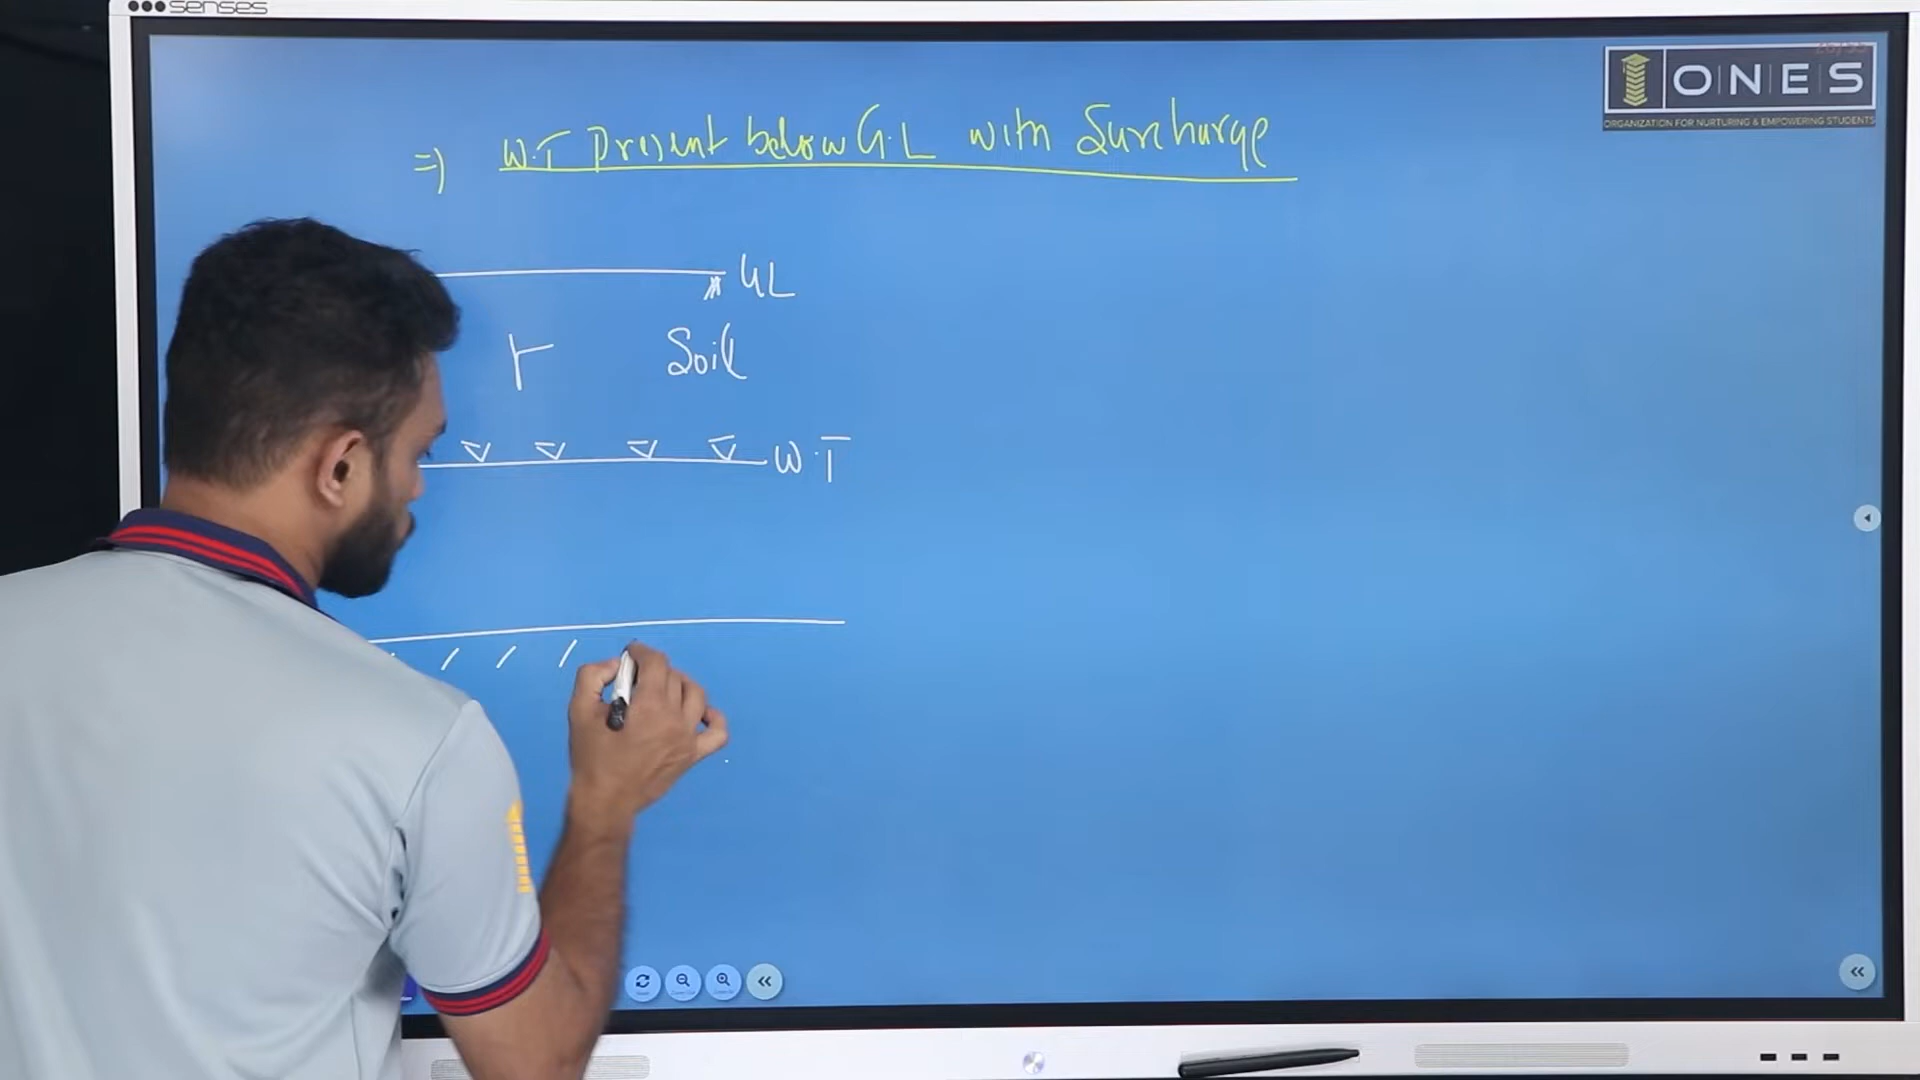 senses
ONES
ORGANIZATION FOR NURTURING & EMPOWERING STUDENTS
=) W.T Present below G.L with Surcharge
GL
γ Soil
W.T